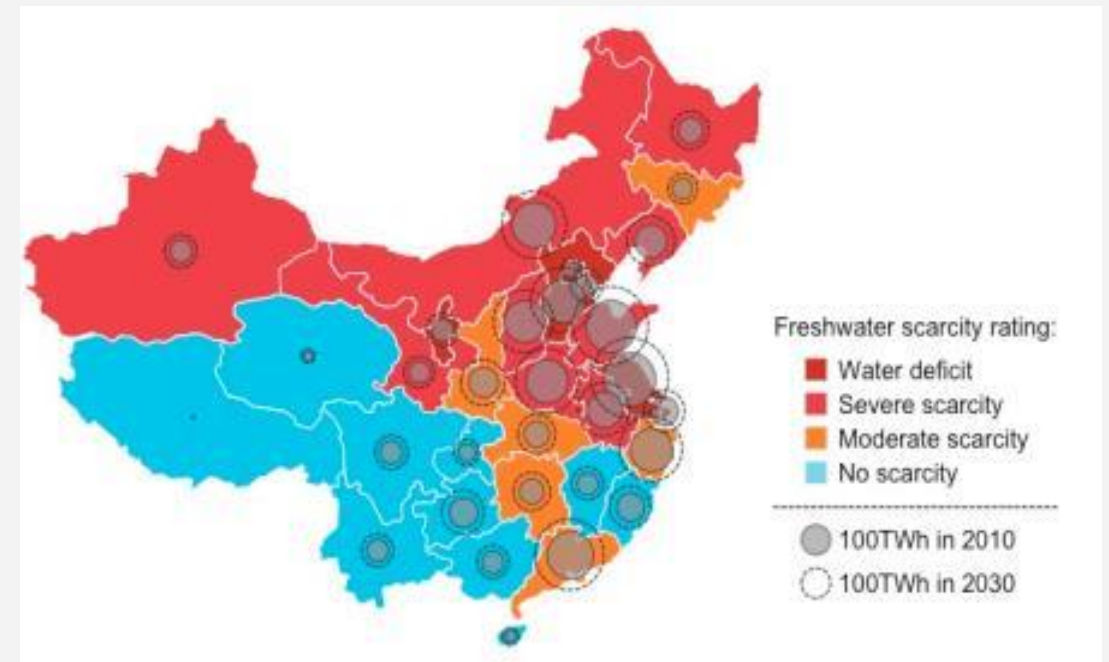 Freshwater scarcity rating:
Water deficit
Severe scarcity
Moderate scarcity
No scarcity
100TWh in 2010
100TWh in 2030